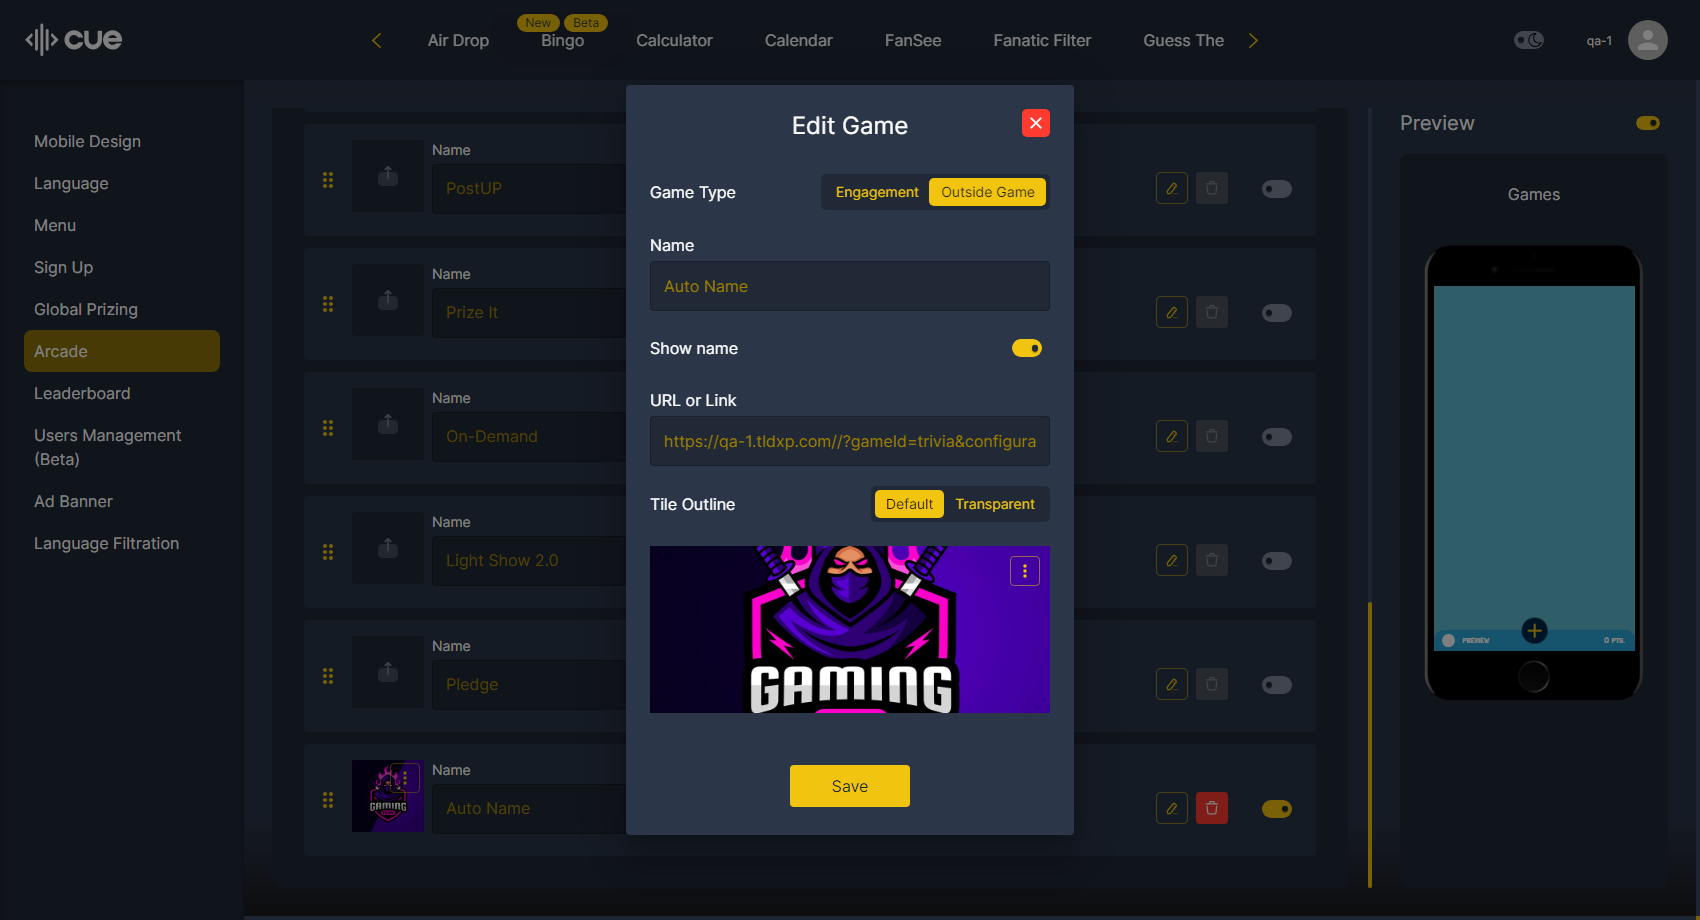 cue
New
Beta
Air Drop
Bingo
Calculator
Calendar
FanSee
Fanatic Filter
Guess The
qa-1
Mobile Design
Language
Menu
Sign Up
Global Prizing
Arcade
Leaderboard
Users Management
(Beta)
Ad Banner
Language Filtration
Name
PostUP
Name
Prize It
Name
On-Demand
Name
Light Show 2.0
Name
Pledge
GAMING
Name
Auto Name
Edit Game
Game Type
Engagement
Outside Game
Name
Auto Name
Show name
URL or Link
https://qa-1.tldxp.com//?gameId=trivia&configura
Tile Outline
Default
Transparent
GAMING
Save
Preview
Games
PREVIEW
0 PTS.